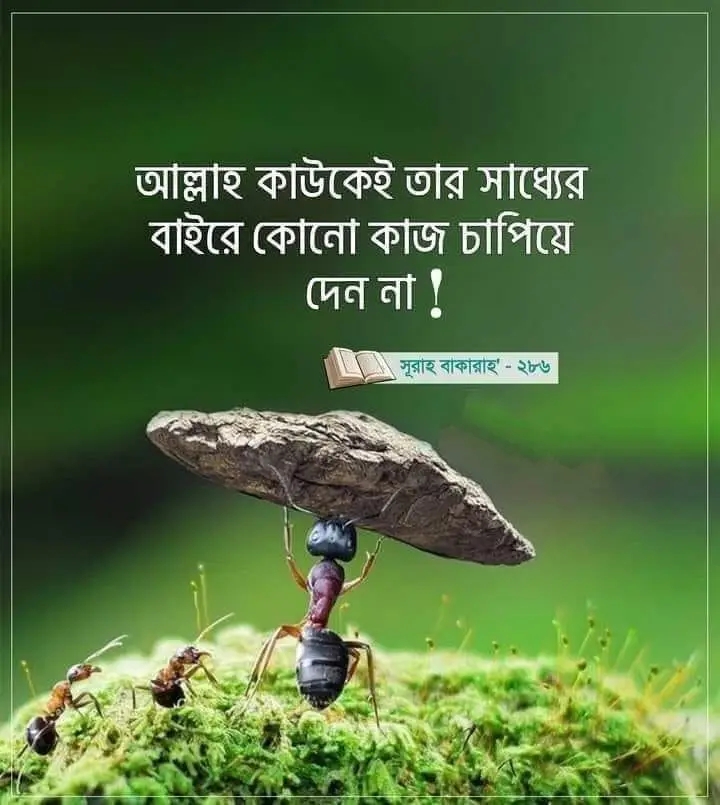 আল্লাহ কাউকেই তার সাধ্যের
বাইরে কোনো কাজ চাপিয়ে
দেন না !
সূরাহ বাকারাহ' - ২৮৬